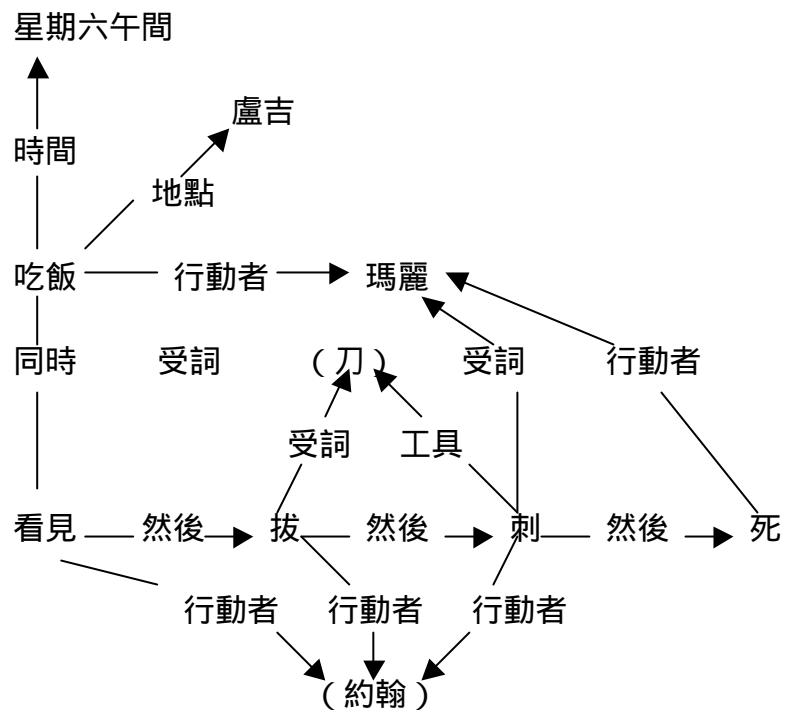 星期六午間
盧吉
時間
地點
吃飯 行動者 瑪麗
同時 受詞 （刀） 受詞 行動者
受詞 工具
看見 然後 拔 然後 刺 然後 死
行動者 行動者 行動者
（約翰）